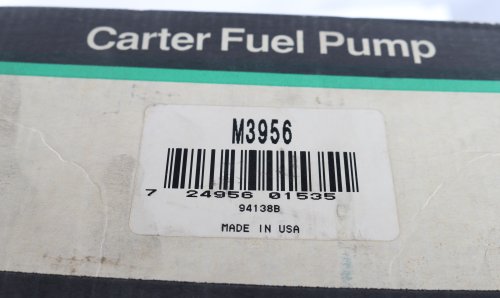 Carter Fuel Pump
M3956
7 24956 01535
94138B
MADE IN USA